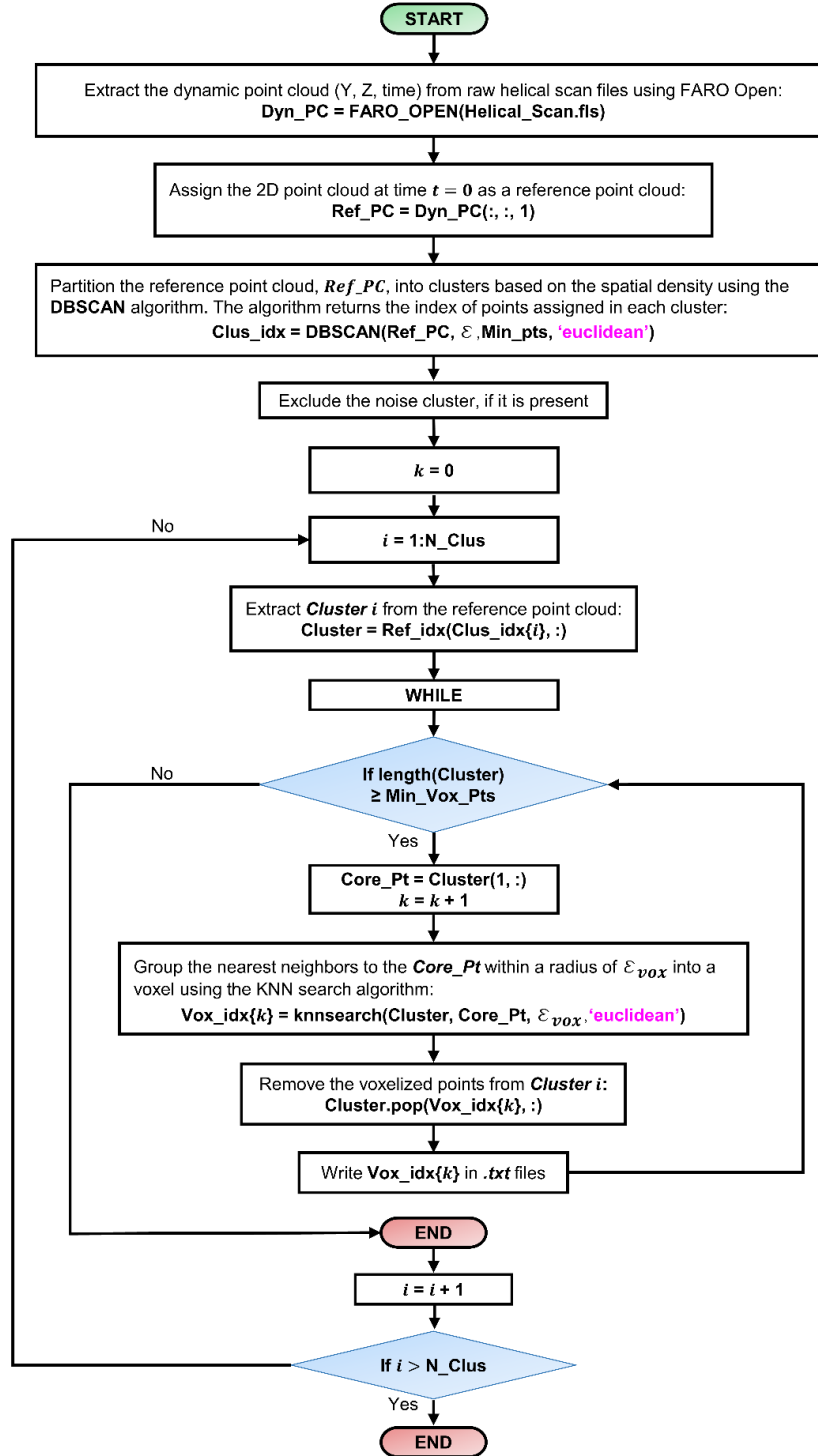 START
Extract the dynamic point cloud (Y, Z, time) from raw helical scan files using FARO Open:
Dyn_PC = FARO_OPEN(Helical_Scan.fls)
Assign the 2D point cloud at time t = 0 as a reference point cloud:
Ref_PC = Dyn_PC(:, :, 1)
Partition the reference point cloud, Ref_PC, into clusters based on the spatial density using the
DBSCAN algorithm. The algorithm returns the index of points assigned in each cluster:
Clus_idx = DBSCAN(Ref_PC, ℰ ,Min_pts, ‘euclidean’)
Exclude the noise cluster, if it is present
k = 0
No
i = 1:N_Clus
Extract Cluster i from the reference point cloud:
Cluster = Ref_idx(Clus_idx{i}, :)
WHILE
No
If length(Cluster)
≥ Min_Vox_Pts
Yes
Core_Pt = Cluster(1, :)
k = k + 1
Group the nearest neighbors to the Core_Pt within a radius of ℰvox into a
voxel using the KNN search algorithm:
Vox_idx{k} = knnsearch(Cluster, Core_Pt, ℰvox,‘euclidean’)
Remove the voxelized points from Cluster i:
Cluster.pop(Vox_idx{k}, :)
Write Vox_idx{k} in .txt files
END
i = i + 1
If i > N_Clus
Yes
END